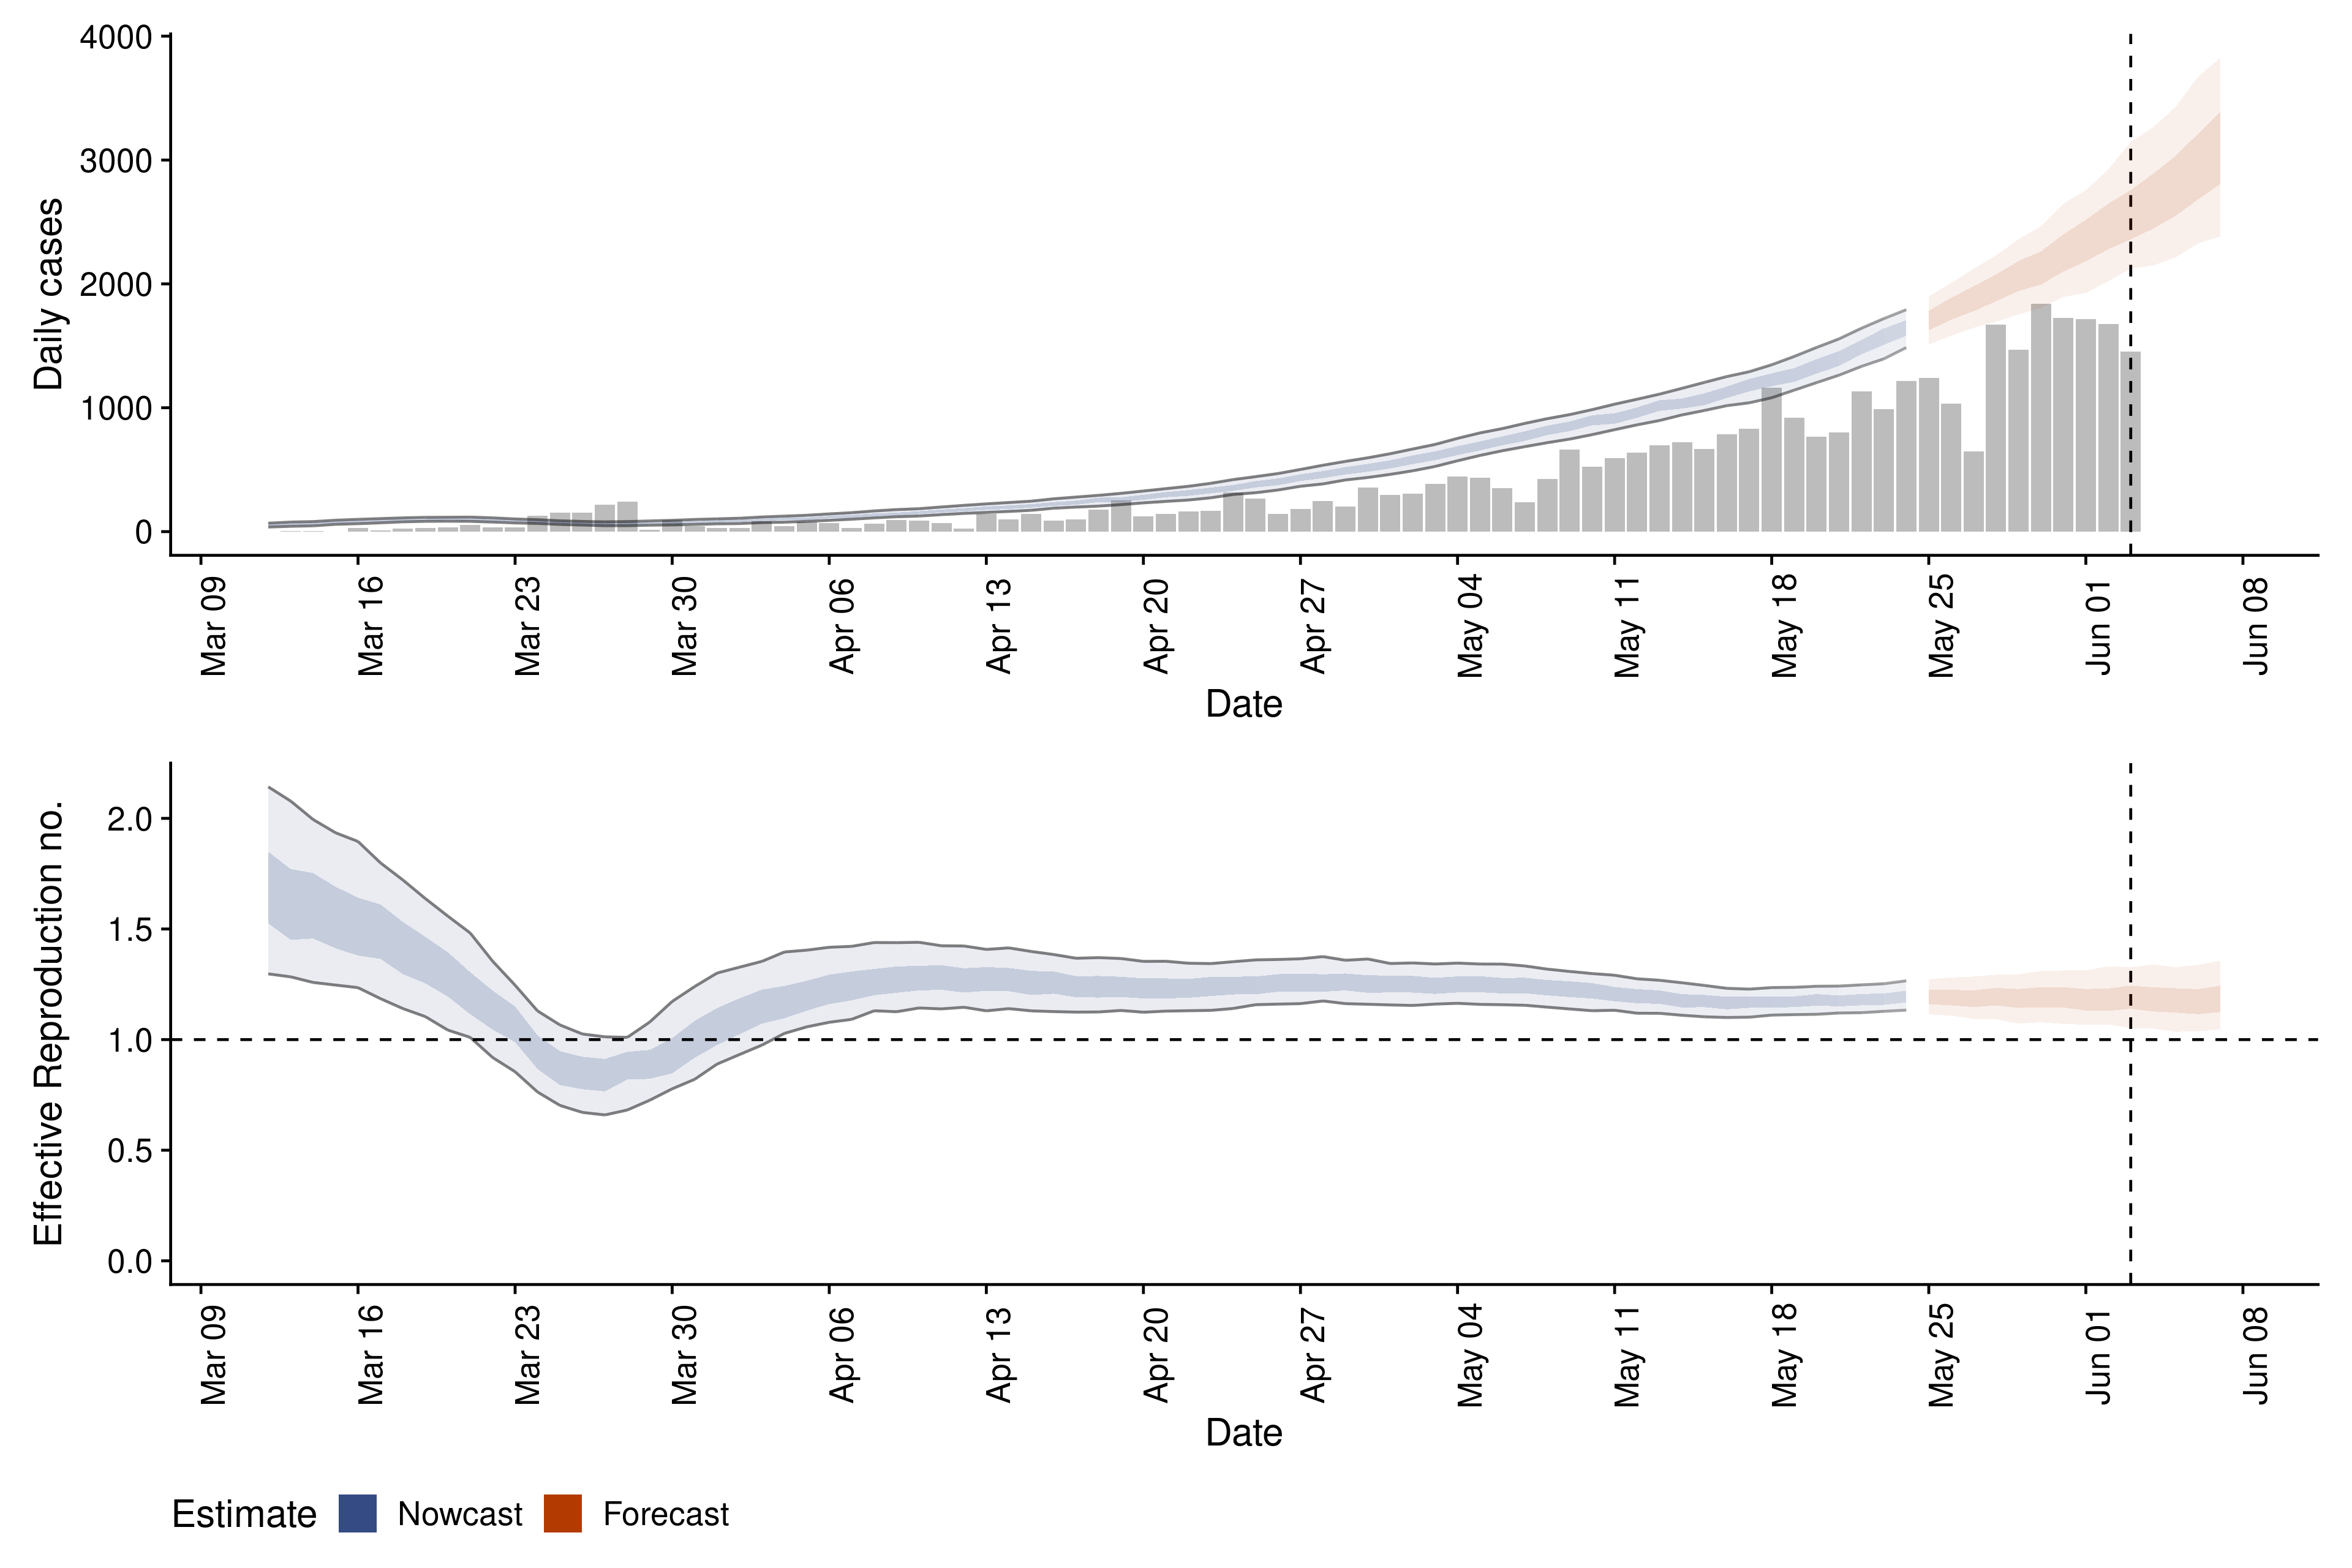 4000
3000
2000
1000
0
Daily cases
Mar 09
Mar 16
Mar 23
Mar 30
Apr 06
Apr 13
Apr 20
Apr 27
May 04
May 11
May 18
May 25
Jun 01
Jun 08
Date
2.0
1.5
1.0
0.5
0.0
Effective Reproduction no.
Mar 09
Mar 16
Mar 23
Mar 30
Apr 06
Apr 13
Apr 20
Apr 27
May 04
May 11
May 18
May 25
Jun 01
Jun 08
Date
Estimate Nowcast Forecast